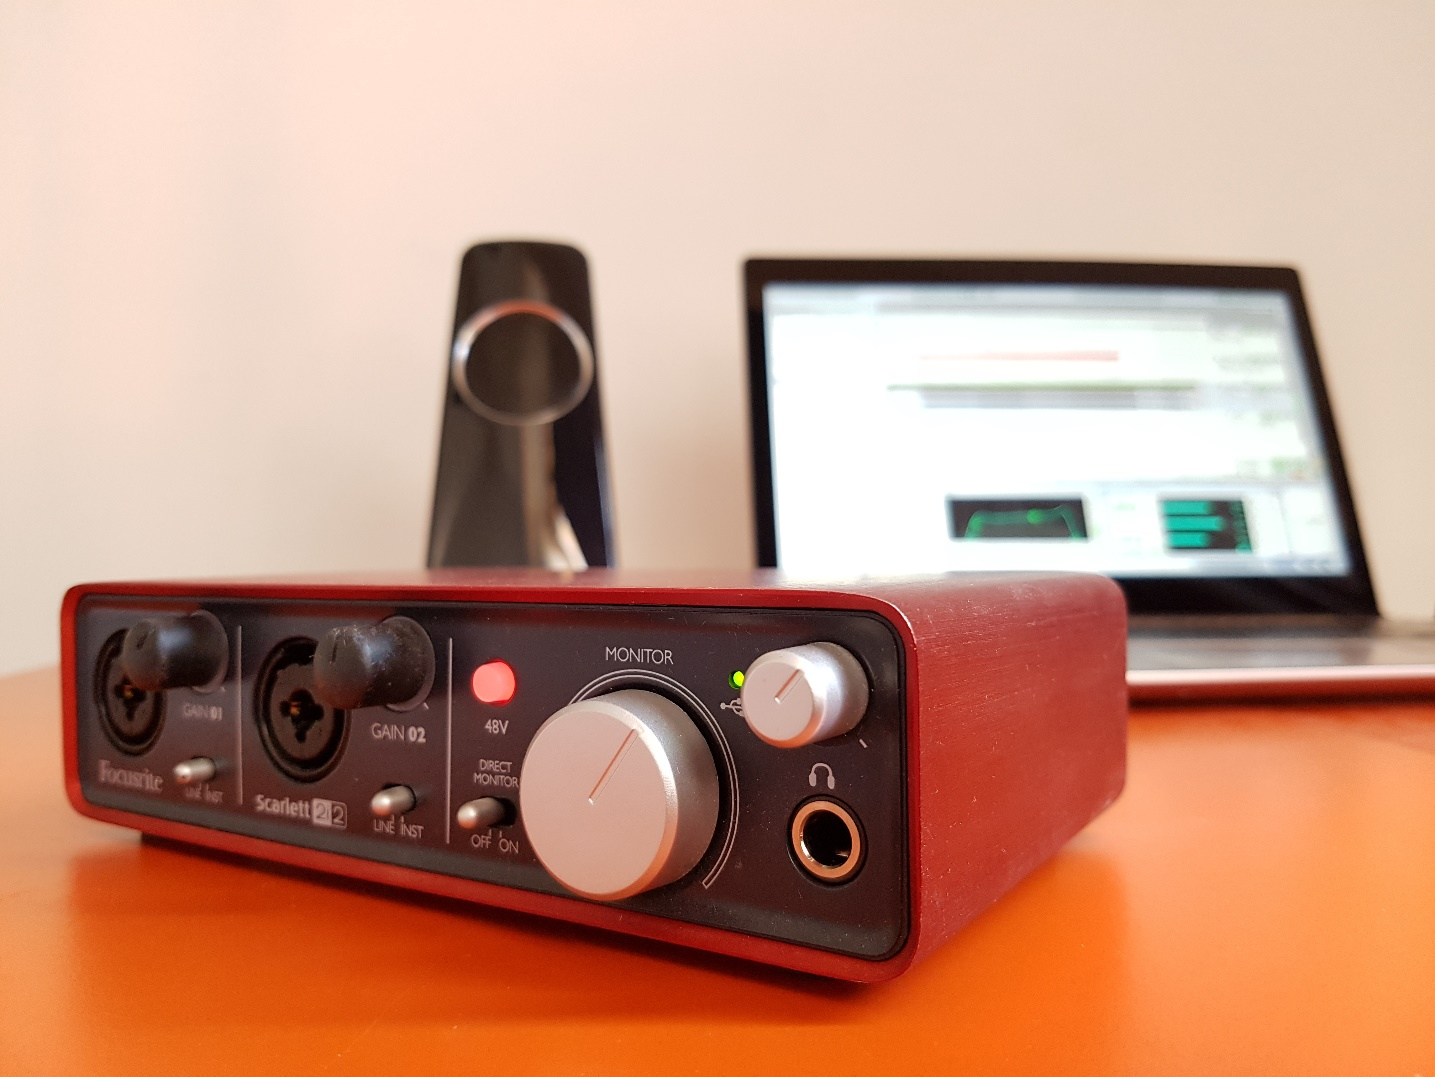 GAIN 01
Focusrite
LINE INST
GAIN 02
Scarlett 2i2
LINE INST
48V
DIRECT
MONITOR
OFF ON
MONITOR